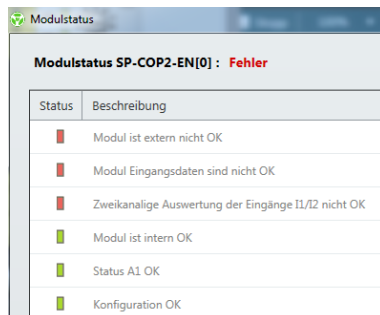 Modulstatus
Modulstatus SP-COP2-EN[0] : Fehler
Status Beschreibung
Modul ist extern nicht OK
Modul Eingangsdaten sind nicht OK
Zweikanalige Auswertung der Eingänge I1/I2 nicht OK
Modul ist intern OK
Status A1 OK
Konfiguration OK